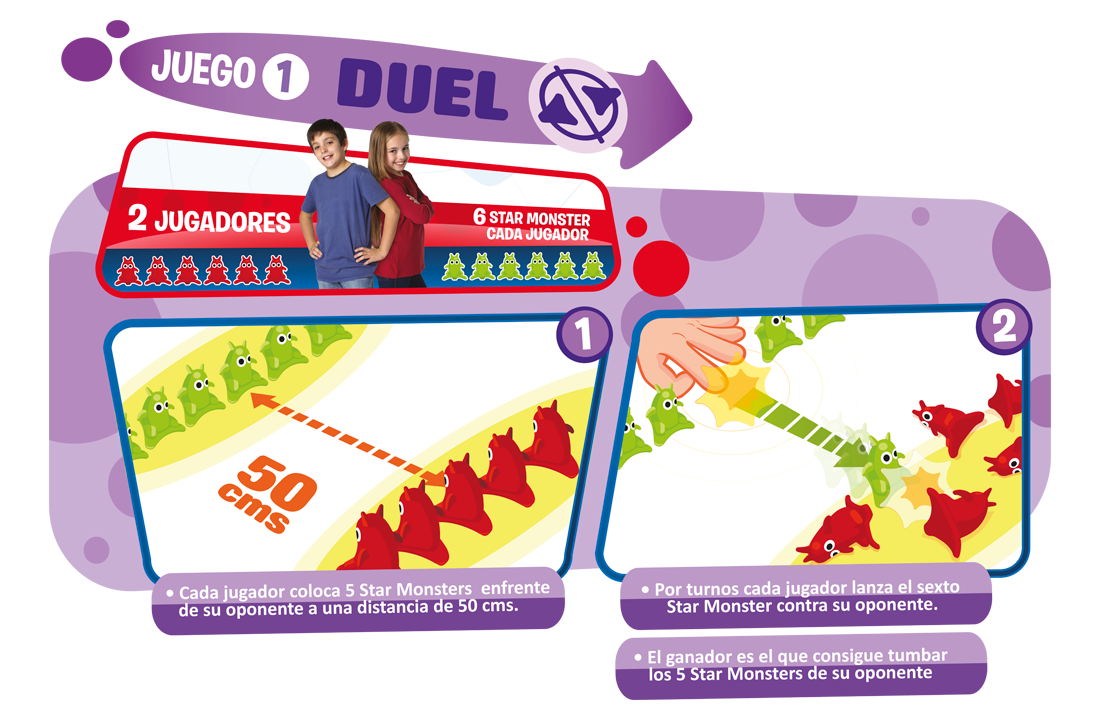 JUEGO 1 DUEL
2 JUGADORES
6 STAR MONSTER
CADA JUGADOR
1
50
cms
• Cada jugador coloca 5 Star Monsters enfrente
de su oponente a una distancia de 50 cms.
2
• Por turnos cada jugador lanza el sexto
Star Monster contra su oponente.
• El ganador es el que consigue tumbar
los 5 Star Monsters de su oponente